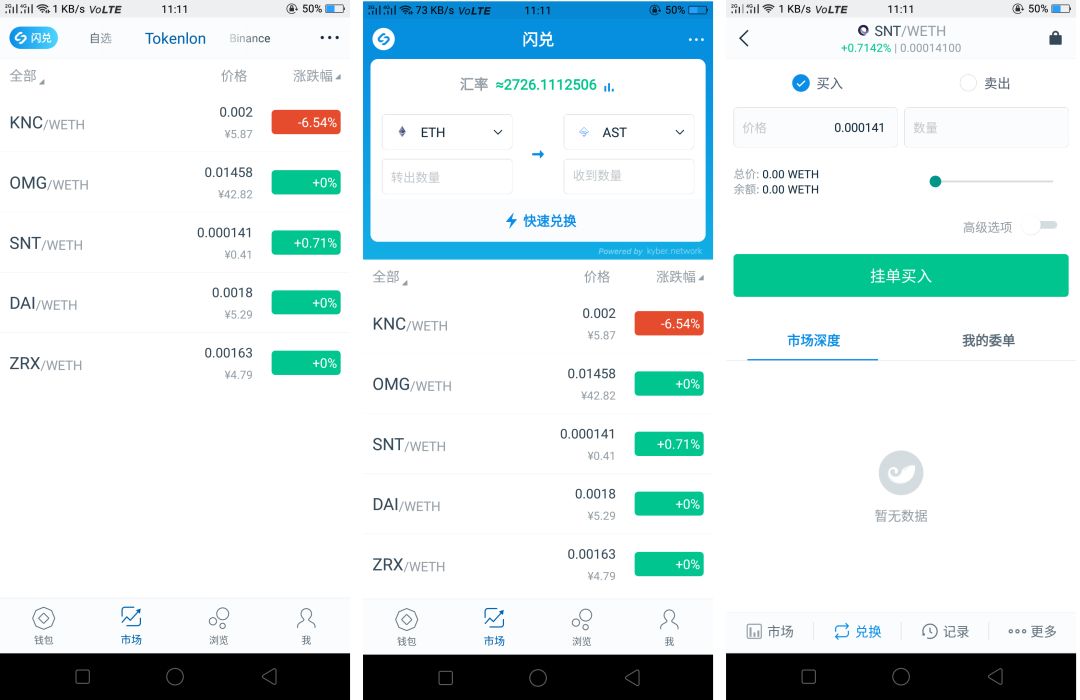 1 KB/s VoLTE 11:11 50%
闪兑 自选 Tokenlon Binance
全部 价格 涨跌幅
KNC/WETH 0.002 -6.54%
¥5.87
OMG/WETH 0.01458 +0%
¥42.82
SNT/WETH 0.000141 +0.71%
¥0.41
DAI/WETH 0.0018 +0%
¥5.29
ZRX/WETH 0.00163 +0%
¥4.79
钱包 市场 浏览 我
73 KB/s VoLTE 11:11 50%
闪兑
汇率 ≈2726.1112506
ETH AST
转出数量 收到数量
快速兑换
Powered by kyber.network
全部 价格 涨跌幅
KNC/WETH 0.002 -6.54%
¥5.87
OMG/WETH 0.01458 +0%
¥42.82
SNT/WETH 0.000141 +0.71%
¥0.41
DAI/WETH 0.0018 +0%
¥5.29
ZRX/WETH 0.00163 +0%
¥4.79
钱包 市场 浏览 我
1 KB/s VoLTE 11:11 50%
SNT/WETH
+0.7142% | 0.00014100
买入 卖出
价格 0.000141 数量
总价: 0.00 WETH
余额: 0.00 WETH
高级选项
挂单买入
市场深度 我的委单
暂无数据
市场 兑换 记录 更多